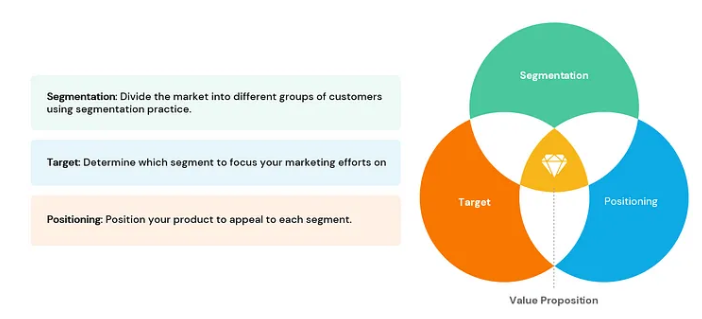 Segmentation: Divide the market into different groups of customers
using segmentation practice.
Target: Determine which segment to focus your marketing efforts on
Positioning: Position your product to appeal to each segment.
Segmentation
Target
Positioning
Value Proposition